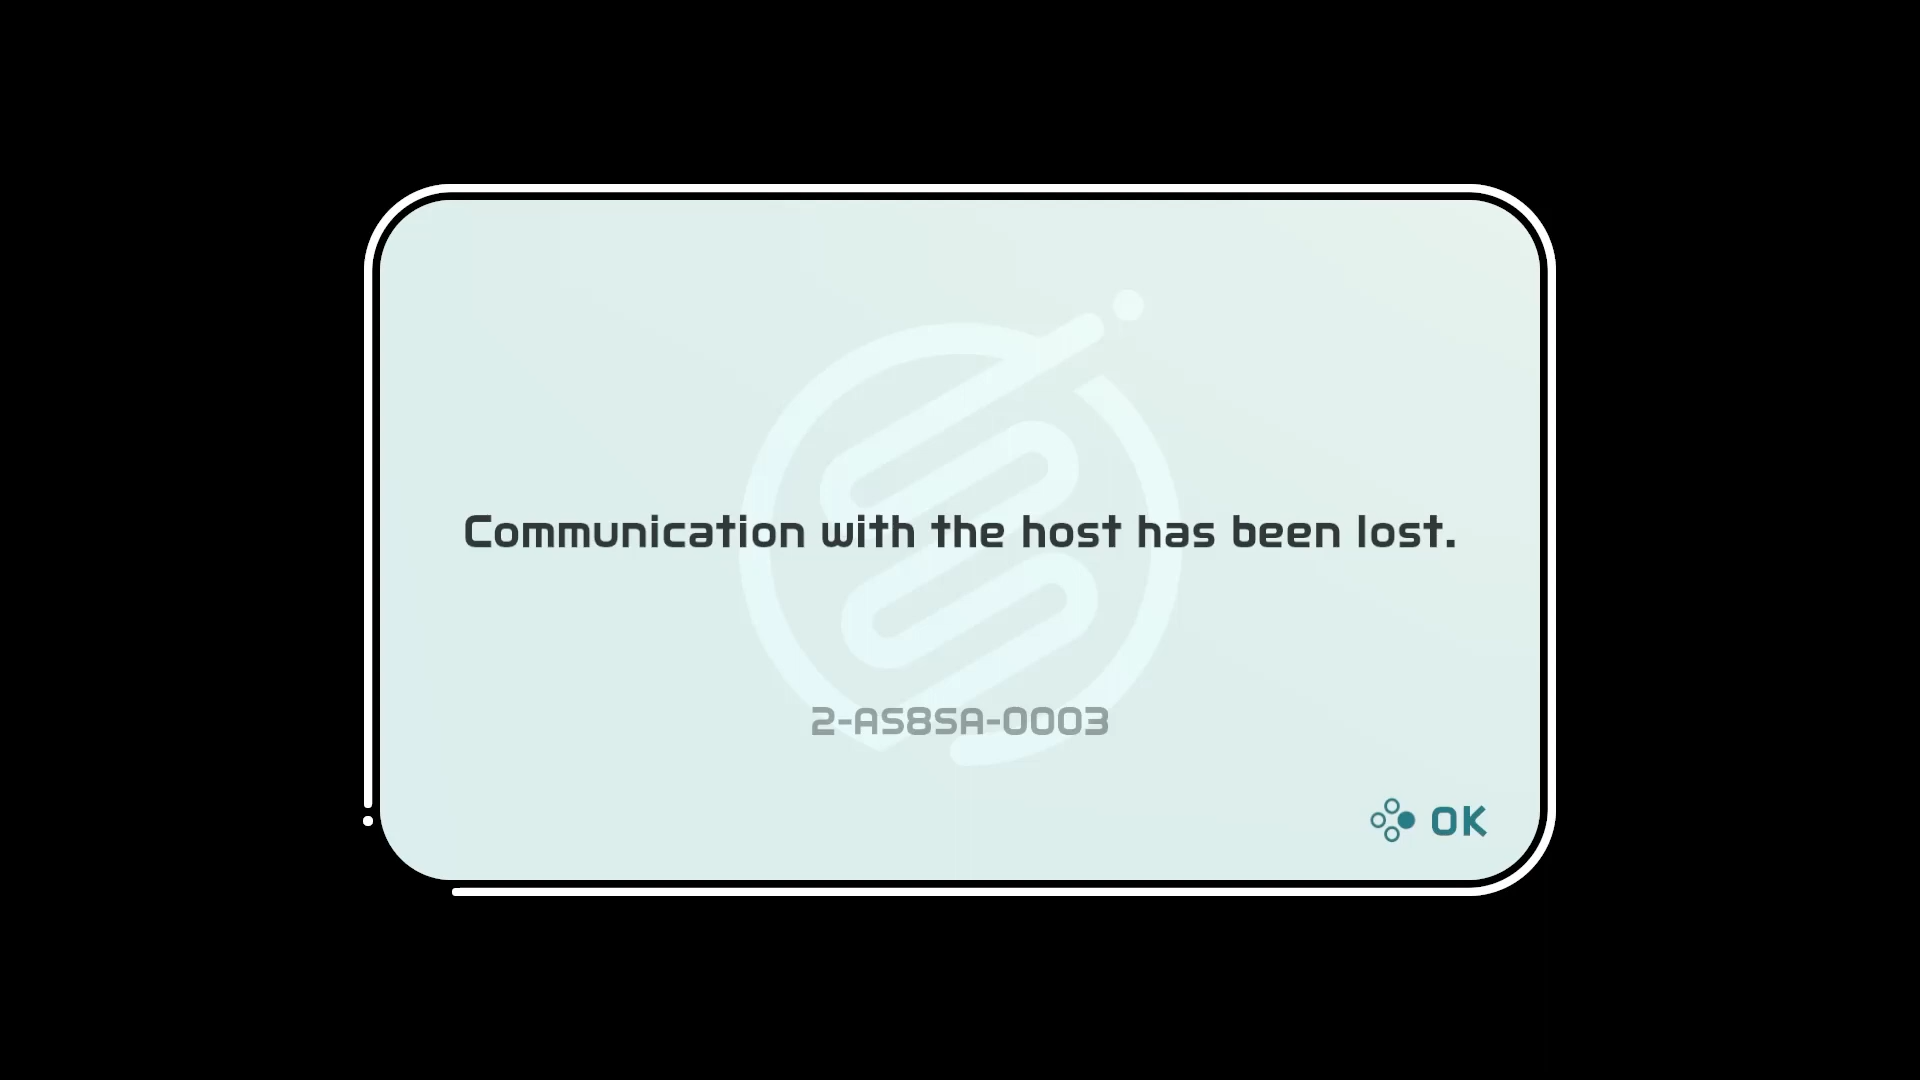 Communication with the host has been lost.
2-AS8SA-0003
OK